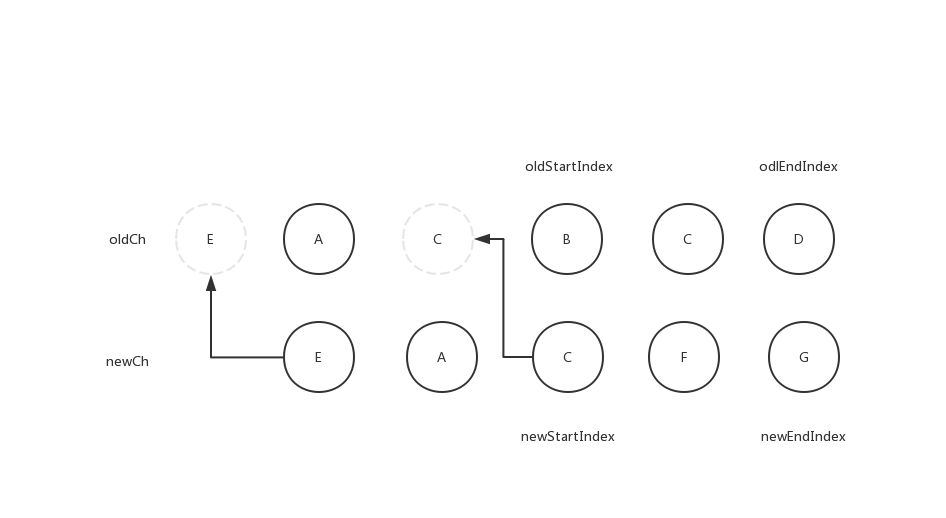 oldStartIndex odlEndIndex
oldCh E A C B C D
newCh E A C F G
newStartIndex newEndIndex